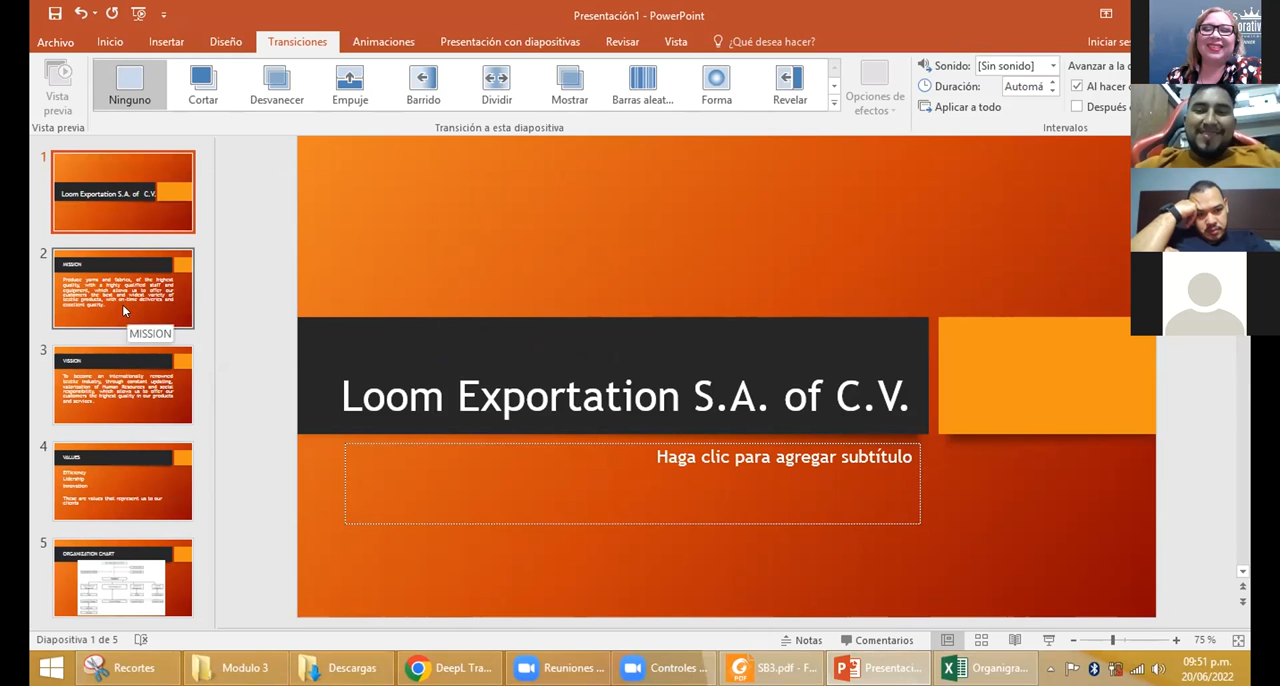 Presentación1 - PowerPoint
Archivo
Inicio
Insertar
Diseño
Transiciones
Animaciones
Presentación con diapositivas
Revisar
Vista
¿Qué desea hacer?
Iniciar se
Vista previa
Ninguno
Cortar
Desvanecer
Empuje
Barrido
Dividir
Mostrar
Barras aleat...
Forma
Revelar
Opciones de efectos
Sonido: [Sin sonido]
Duración: Automá
Aplicar a todo
Avanzar a la d
Al hacer c
Después
Vista previa
Transición a esta diapositiva
Intervalos
1
Loom Exportation S.A. of C.V.
2
MISSION
Produce yarns and fabrics, of the highest
quality, with a highly qualified staff and
equipment, which allows us to offer our
customers the best and widest variety of
textile products, with on-time deliveries and
excellent quality.
MISSION
3
VISSION
To become an internationally renowned
textile industry, through constant updating,
valorization of Human Resources and social
responsibility, which allows us to offer our
customers the highest quality in our products
and services.
4
VALUES
Efficiency
Innovation
These are values that represent us to our
clients
5
ORGANIZATION CHART
Loom Exportation S.A. of C.V.
Haga clic para agregar subtítulo
Diapositiva 1 de 5
Notas
Comentarios
75 %
Recortes
Modulo 3
Descargas
DeepL Tra...
Reuniones ...
Controles ...
SB3.pdf - F...
Presentaci...
Organigra...
09:51 p.m.
20/06/2022